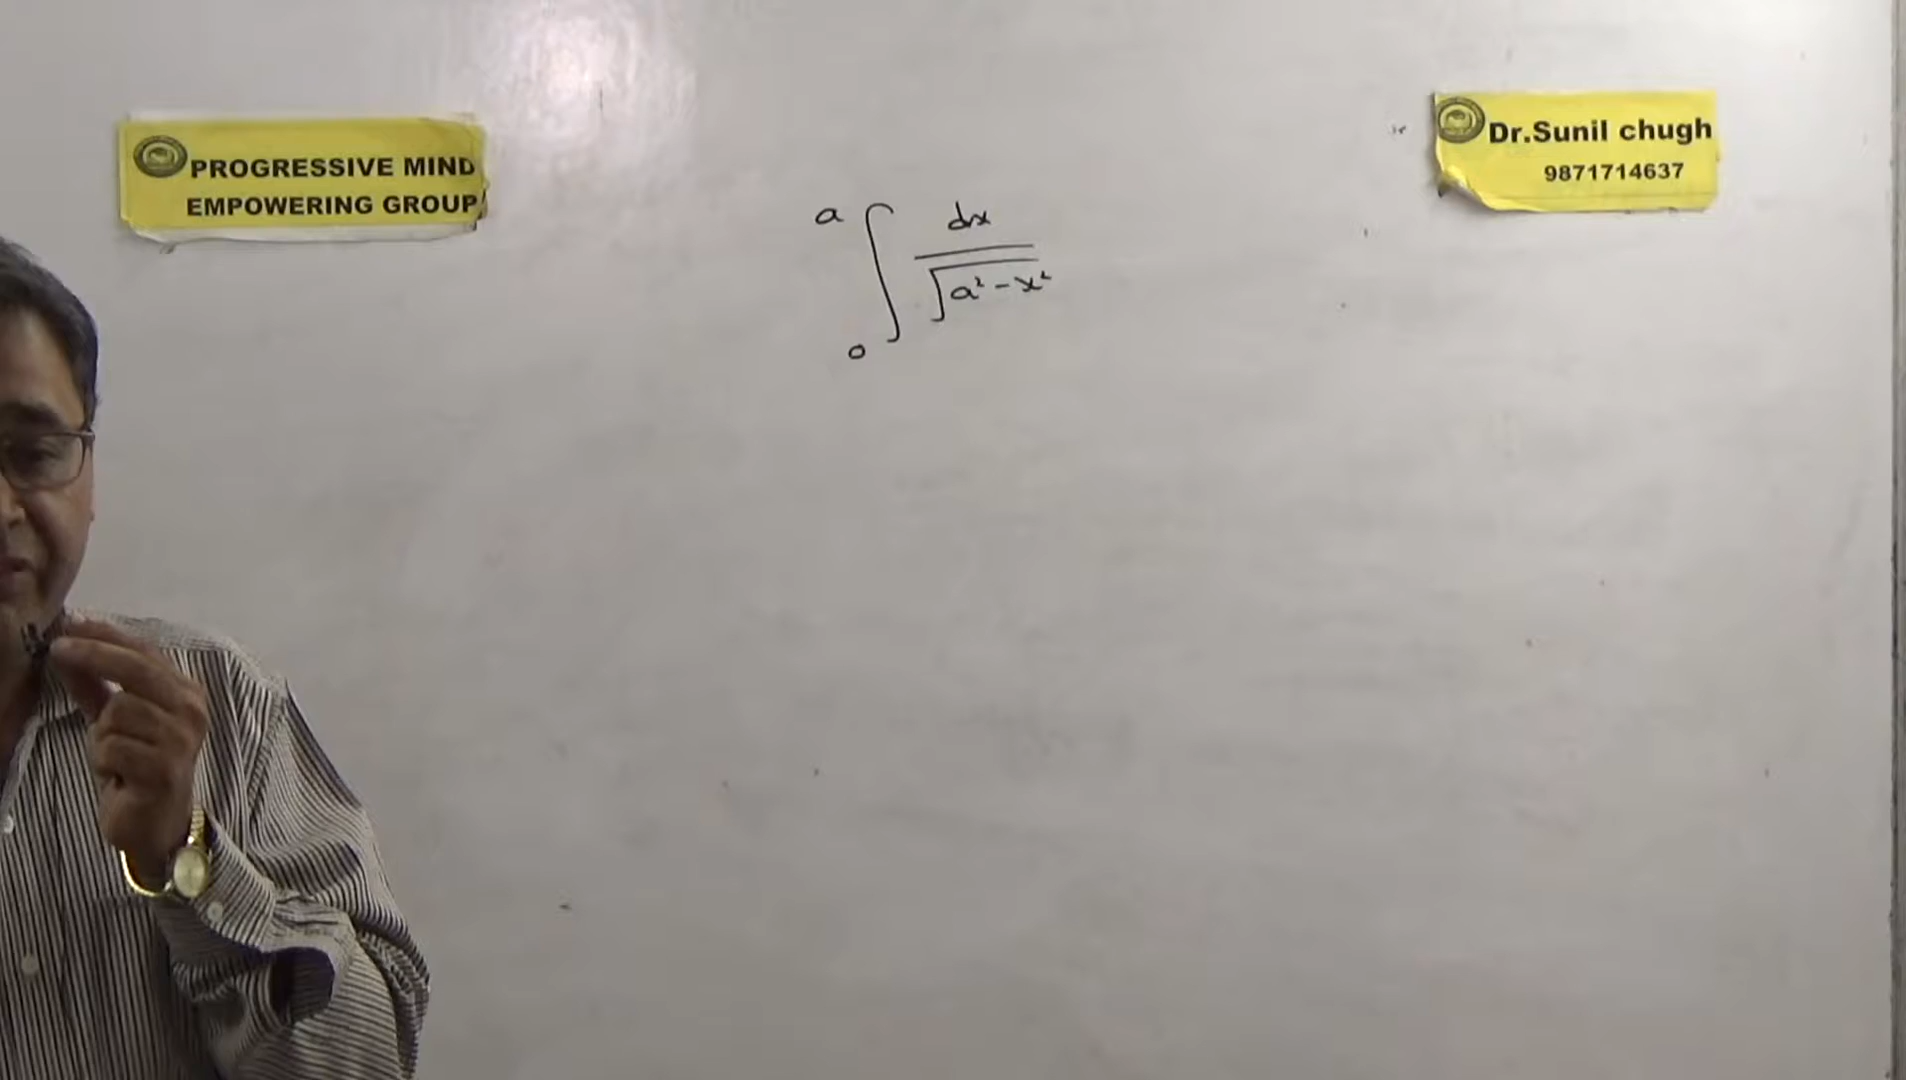 PROGRESSIVE MIND
EMPOWERING GROUP
Dr.Sunil chugh
9871714637
a ∫ dx
√a² - x²
0